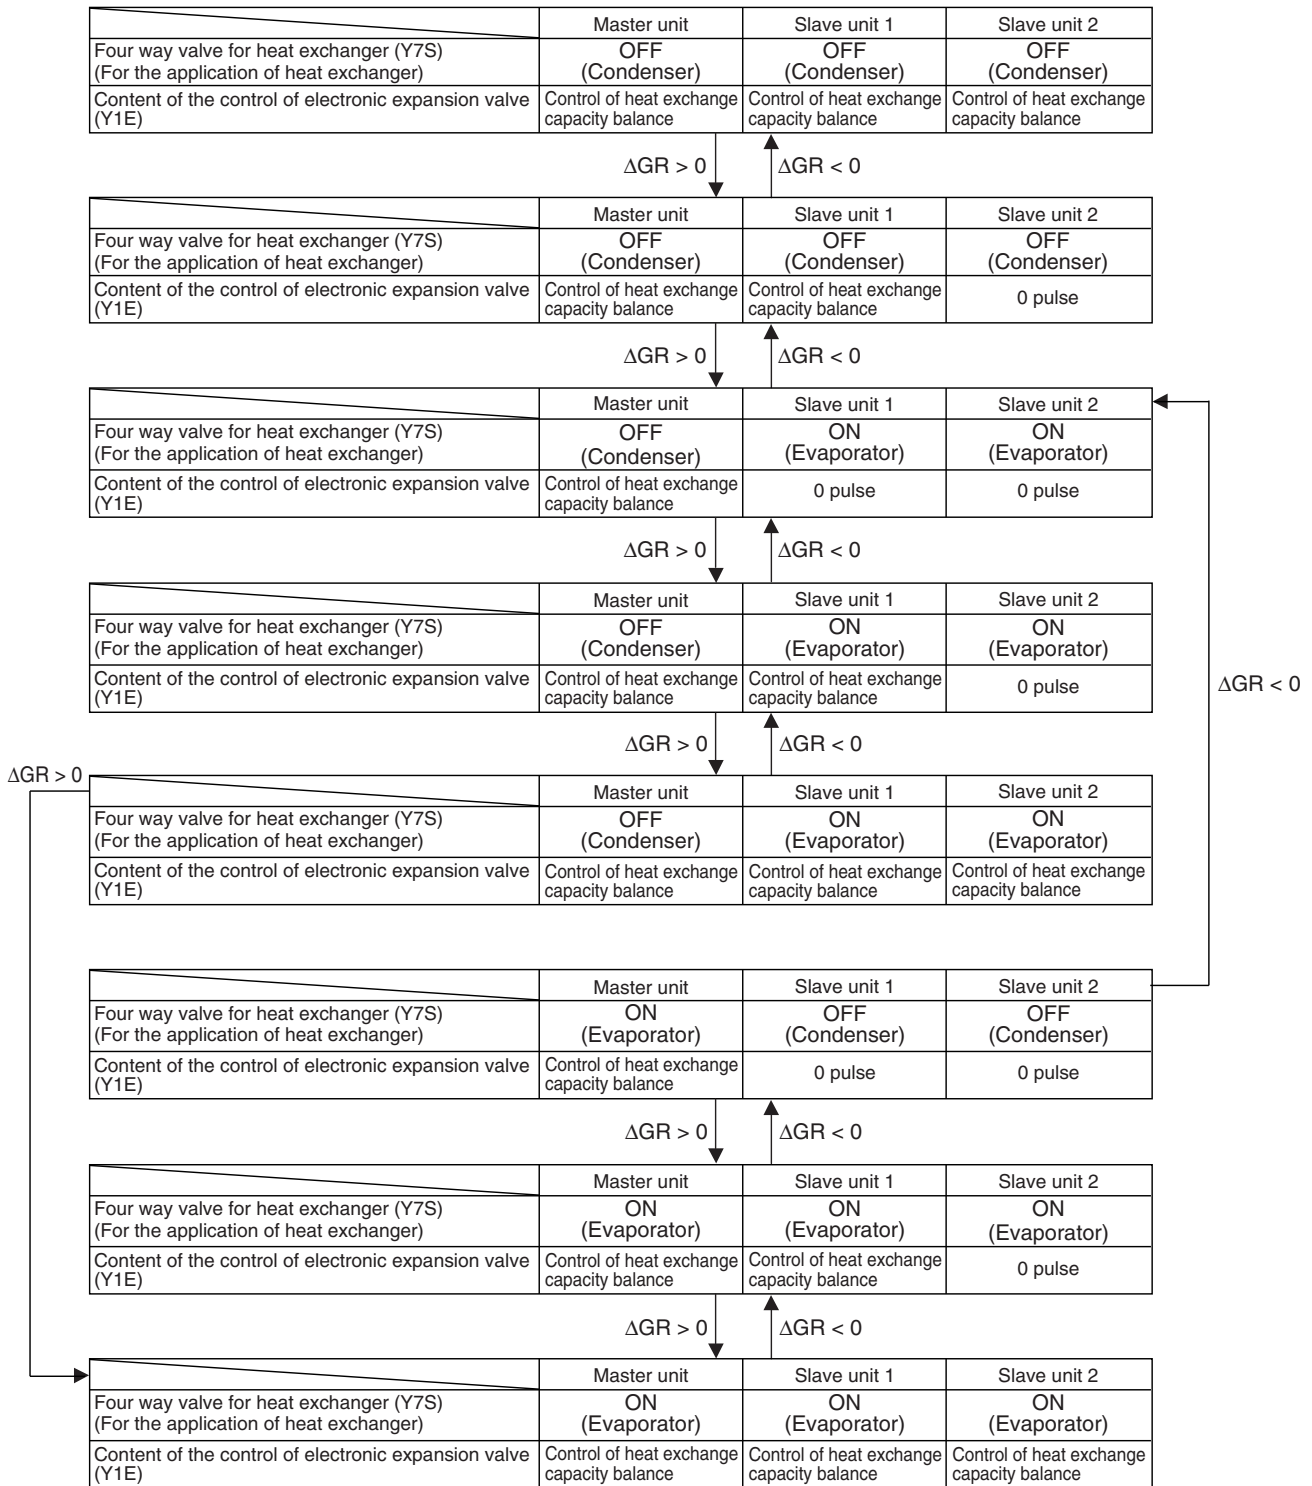 Master unit Slave unit 1 Slave unit 2
Four way valve for heat exchanger (Y7S) OFF OFF OFF
(For the application of heat exchanger) (Condenser) (Condenser) (Condenser)
Content of the control of electronic expansion valve Control of heat exchange Control of heat exchange Control of heat exchange
(Y1E) capacity balance capacity balance capacity balance
ΔGR > 0 ΔGR < 0
Master unit Slave unit 1 Slave unit 2
Four way valve for heat exchanger (Y7S) OFF OFF OFF
(For the application of heat exchanger) (Condenser) (Condenser) (Condenser)
Content of the control of electronic expansion valve Control of heat exchange Control of heat exchange 0 pulse
(Y1E) capacity balance capacity balance
ΔGR > 0 ΔGR < 0
Master unit Slave unit 1 Slave unit 2
Four way valve for heat exchanger (Y7S) OFF ON ON
(For the application of heat exchanger) (Condenser) (Evaporator) (Evaporator)
Content of the control of electronic expansion valve Control of heat exchange 0 pulse 0 pulse
(Y1E) capacity balance
ΔGR > 0 ΔGR < 0
Master unit Slave unit 1 Slave unit 2
Four way valve for heat exchanger (Y7S) OFF ON ON
(For the application of heat exchanger) (Condenser) (Evaporator) (Evaporator)
Content of the control of electronic expansion valve Control of heat exchange Control of heat exchange 0 pulse
(Y1E) capacity balance capacity balance
ΔGR < 0
ΔGR > 0 ΔGR < 0
ΔGR > 0
Master unit Slave unit 1 Slave unit 2
Four way valve for heat exchanger (Y7S) OFF ON ON
(For the application of heat exchanger) (Condenser) (Evaporator) (Evaporator)
Content of the control of electronic expansion valve Control of heat exchange Control of heat exchange Control of heat exchange
(Y1E) capacity balance capacity balance capacity balance
Master unit Slave unit 1 Slave unit 2
Four way valve for heat exchanger (Y7S) ON OFF OFF
(For the application of heat exchanger) (Evaporator) (Condenser) (Condenser)
Content of the control of electronic expansion valve Control of heat exchange 0 pulse 0 pulse
(Y1E) capacity balance
ΔGR > 0 ΔGR < 0
Master unit Slave unit 1 Slave unit 2
Four way valve for heat exchanger (Y7S) ON ON ON
(For the application of heat exchanger) (Evaporator) (Evaporator) (Evaporator)
Content of the control of electronic expansion valve Control of heat exchange Control of heat exchange 0 pulse
(Y1E) capacity balance capacity balance
ΔGR > 0 ΔGR < 0
Master unit Slave unit 1 Slave unit 2
Four way valve for heat exchanger (Y7S) ON ON ON
(For the application of heat exchanger) (Evaporator) (Evaporator) (Evaporator)
Content of the control of electronic expansion valve Control of heat exchange Control of heat exchange Control of heat exchange
(Y1E) capacity balance capacity balance capacity balance